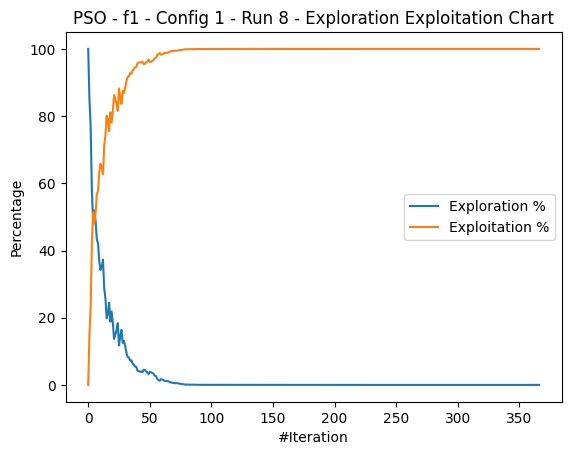 PSO - f1 - Config 1 - Run 8 - Exploration Exploitation Chart
Percentage
100
80
60
40
20
0
Exploration %
Exploitation %
0 50 100 150 200 250 300 350
#Iteration